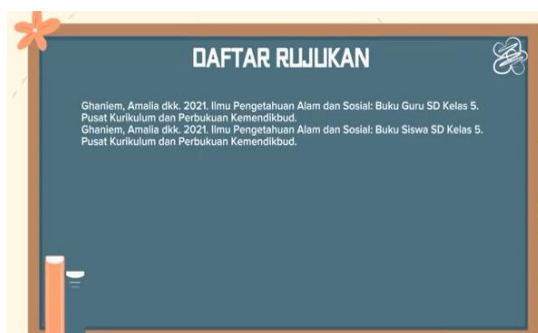 DAFTAR RUJUKAN
Ghaniem, Amalia dkk. 2021. Ilmu Pengetahuan Alam dan Sosial: Buku Guru SD Kelas 5.
Pusat Kurikulum dan Perbukuan Kemendikbud.
Ghaniem, Amalia dkk. 2021. Ilmu Pengetahuan Alam dan Sosial: Buku Siswa SD Kelas 5.
Pusat Kurikulum dan Perbukuan Kemendikbud.